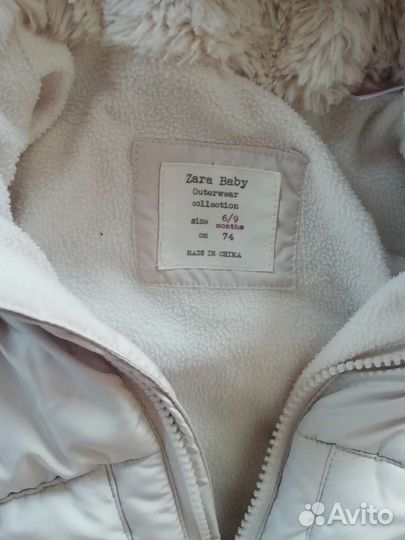 Zara Baby
Outerwear
collection
size 6/9 months
cm 74
MADE IN CHINA
Avito